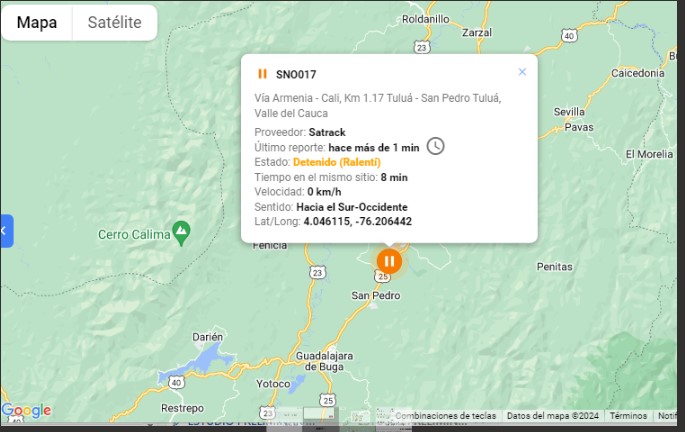 Mapa
Satélite
Roldanillo
Zarzal
40
Caicedonia
Sevilla
Pavas
El Morelia
SNO017
Vía Armenia - Cali, Km 1.17 Tuluá - San Pedro Tuluá,
Valle del Cauca
Proveedor: Satrack
Último reporte: hace más de 1 min
Estado: Detenido (Ralentí)
Tiempo en el mismo sitio: 8 min
Velocidad: 0 km/h
Sentido: Hacia el Sur-Occidente
Lat/Long: 4.046115, -76.206442
Cerro Calima
Fenicia
23
25
Penitas
San Pedro
Darién
Guadalajara
de Buga
40
Yotoco
Restrepo
23
25
Google
Combinaciones de teclas
Datos del mapa ©2024
Términos
Notif